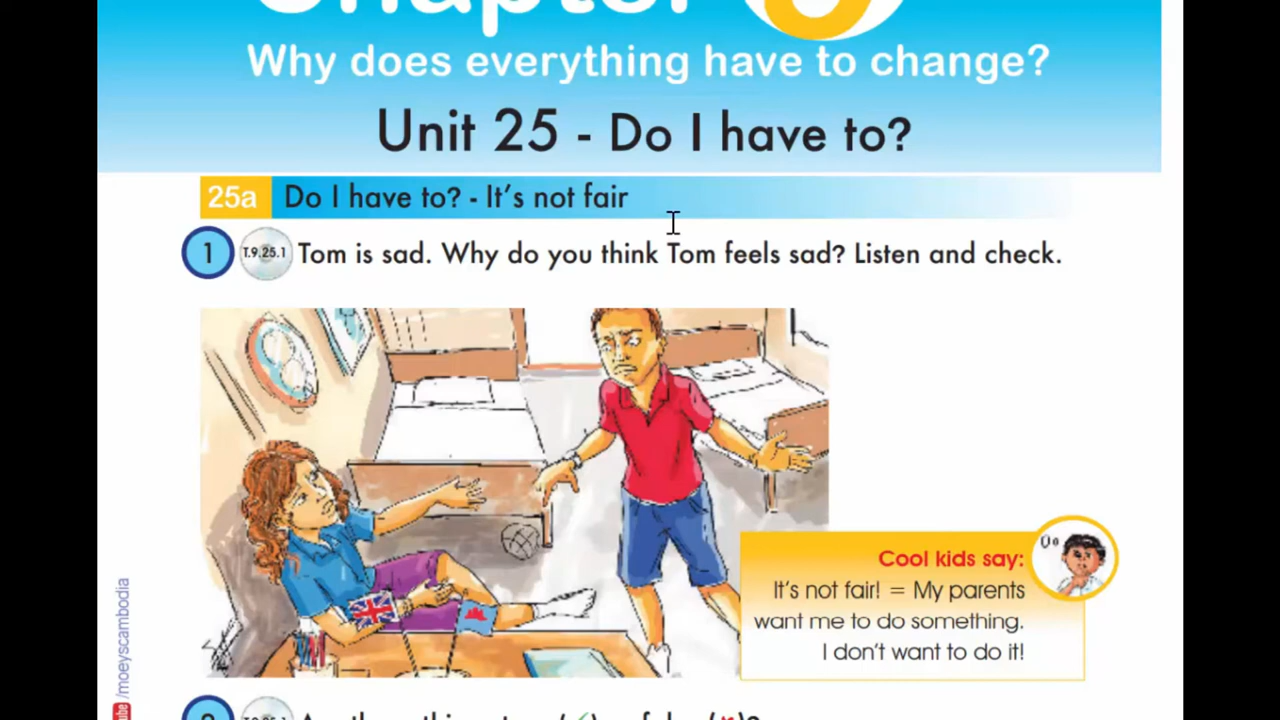 Chapter
Why does everything have to change?
Unit 25 - Do I have to?
25a Do I have to? - It's not fair
1 T.9.25.1 Tom is sad. Why do you think Tom feels sad? Listen and check.
Cool kids say:
It's not fair! = My parents
want me to do something.
I don't want to do it!
/moeyscambodia